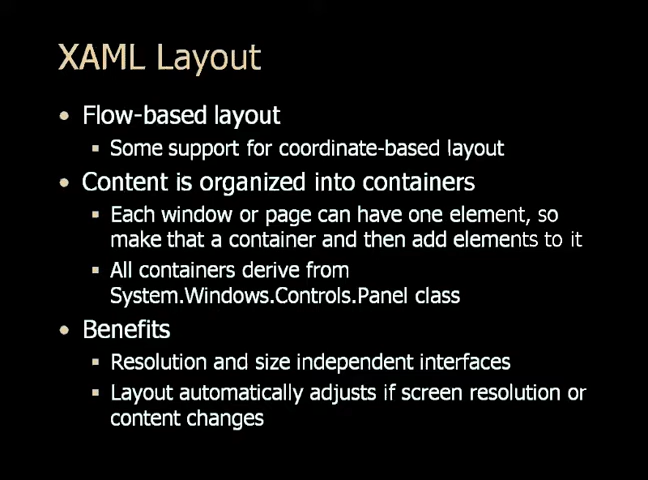 XAML Layout
• Flow-based layout
▪ Some support for coordinate-based layout
• Content is organized into containers
▪ Each window or page can have one element, so
make that a container and then add elements to it
▪ All containers derive from
System.Windows.Controls.Panel class
• Benefits
▪ Resolution and size independent interfaces
▪ Layout automatically adjusts if screen resolution or
content changes